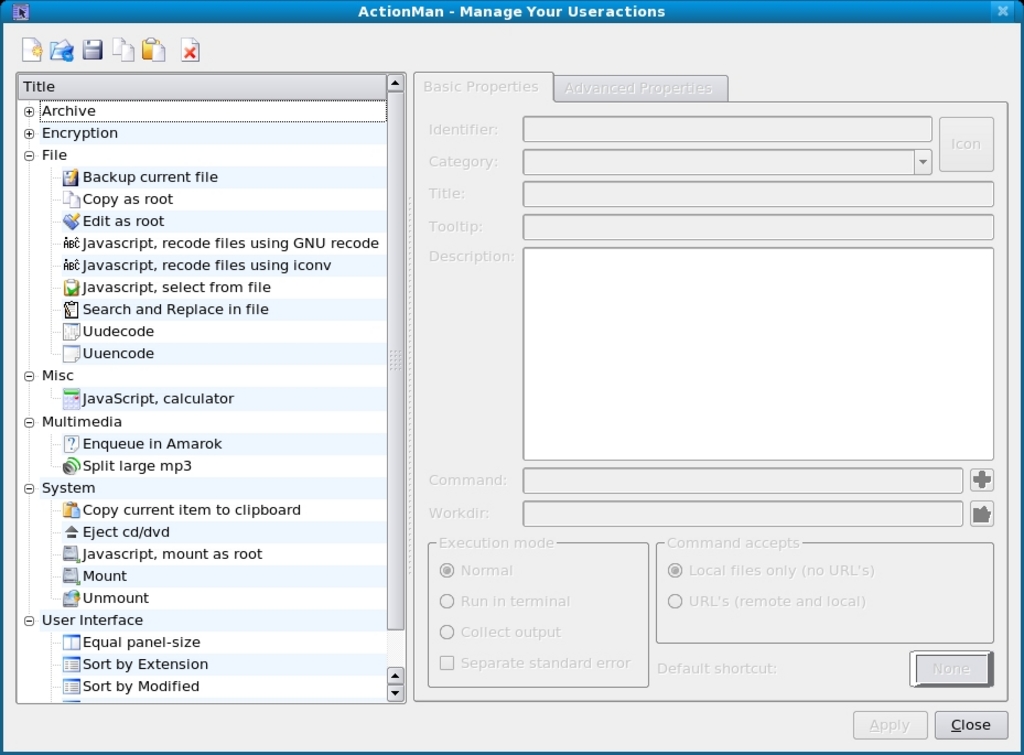 ActionMan - Manage Your Useractions
Title
Archive
Encryption
File
Backup current file
Copy as root
Edit as root
Javascript, recode files using GNU recode
Javascript, recode files using iconv
Javascript, select from file
Search and Replace in file
Uudecode
Uuencode
Misc
JavaScript, calculator
Multimedia
Enqueue in Amarok
Split large mp3
System
Copy current item to clipboard
Eject cd/dvd
Javascript, mount as root
Mount
Unmount
User Interface
Equal panel-size
Sort by Extension
Sort by Modified
Basic Properties
Advanced Properties
Identifier:
Icon
Category:
Title:
Tooltip:
Description:
Command:
Workdir:
Execution mode
Normal
Run in terminal
Collect output
Separate standard error
Command accepts
Local files only (no URL's)
URL's (remote and local)
Default shortcut:
None
Apply
Close